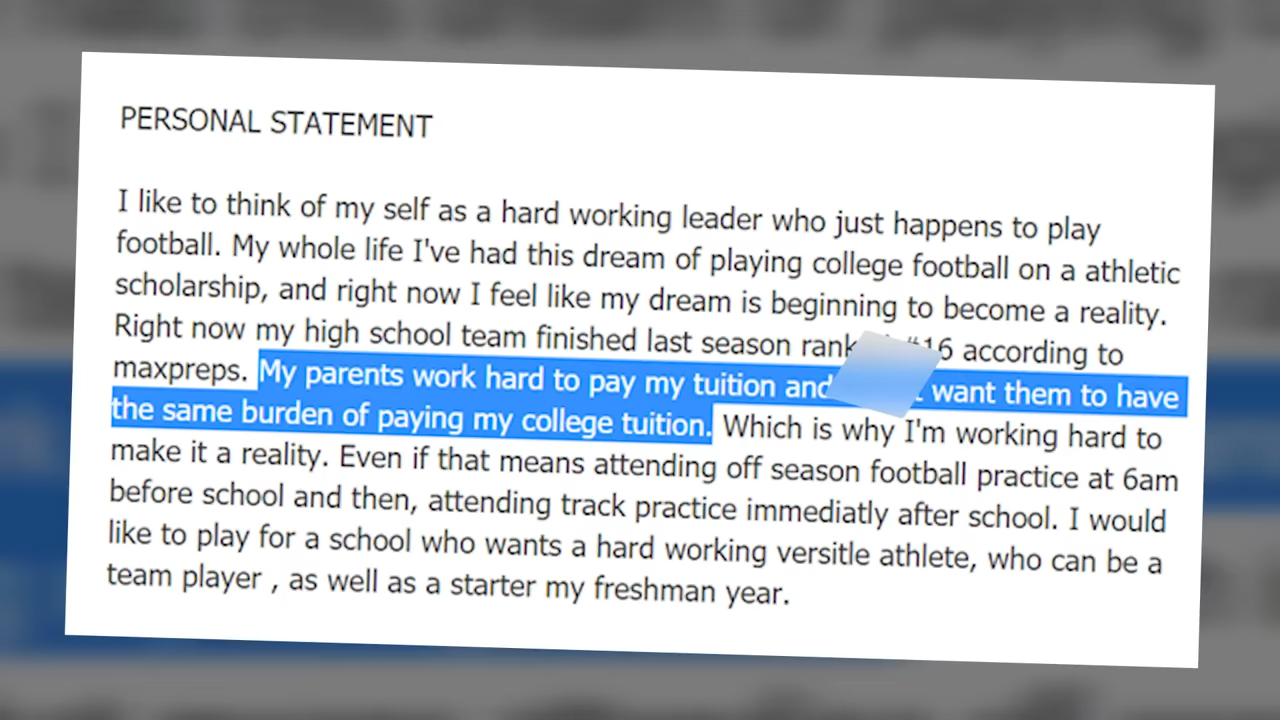 PERSONAL STATEMENT
I like to think of my self as a hard working leader who just happens to play
football. My whole life I've had this dream of playing college football on a athletic
scholarship, and right now I feel like my dream is beginning to become a reality.
Right now my high school team finished last season #16 according to
maxpreps. My parents work hard to pay my tuition and want them to have
the same burden of paying my college tuition. Which is why I'm working hard to
make it a reality. Even if that means attending off season football practice at 6am
before school and then, attending track practice immediatly after school. I would
like to play for a school who wants a hard working versitle athlete, who can be a
team player , as well as a starter my freshman year.